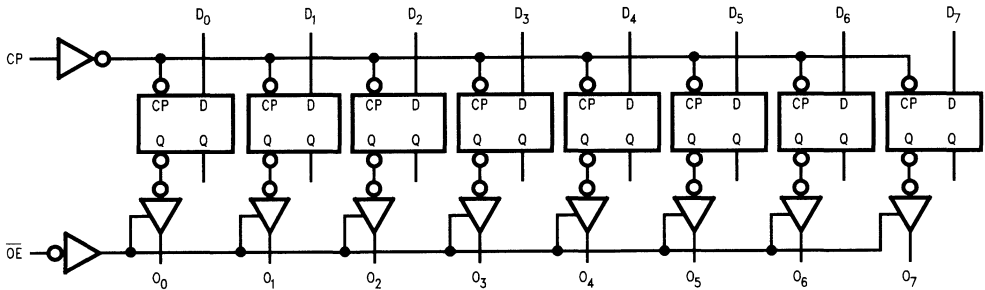 D0 D1 D2 D3 D4 D5 D6 D7
CP
CP D CP D CP D CP D CP D CP D CP D CP D
Q Q Q Q Q Q Q Q Q Q Q Q Q Q Q Q
O̅E̅
O0 O1 O2 O3 O4 O5 O6 O7